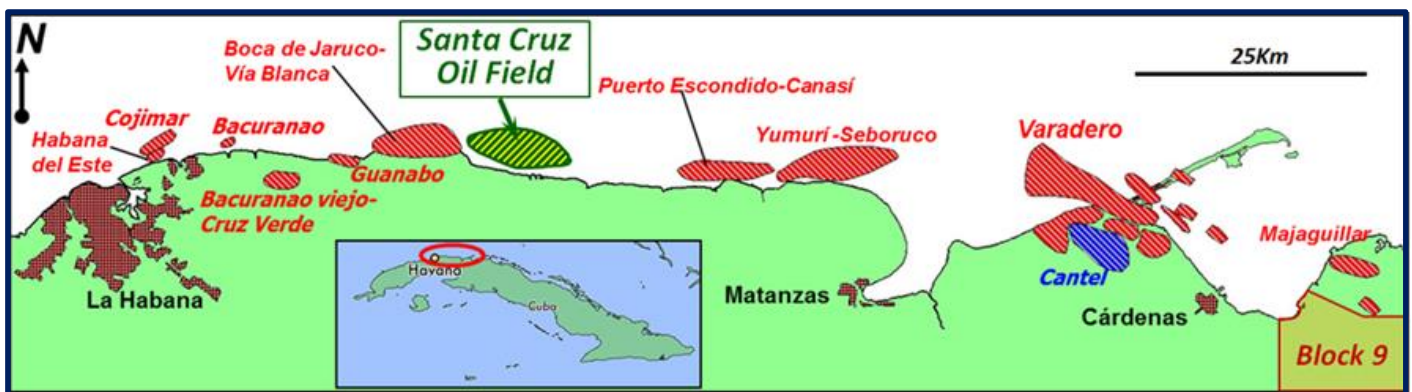 N
Santa Cruz
Oil Field
Boca de Jaruco-
Vía Blanca
25Km
Puerto Escondido-Canasí
Cojimar
Bacuranao
Habana
del Este
Yumurí-Seboruco
Varadero
Guanabo
Bacuranao viejo-
Cruz Verde
Majaguillar
Havana
Cuba
Cantel
La Habana
Matanzas
Cárdenas
Block 9
km